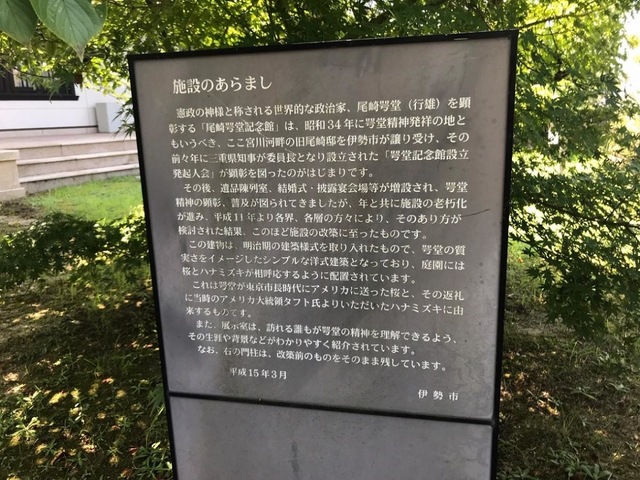 施設のあらまし
憲政の神様と称される世界的な政治家、尾崎咢堂（行雄）を顕
彰する「尾崎咢堂記念館」は、昭和34年に咢堂精神発祥の地と
もいうべき、ここ宮川河畔の旧尾崎邸を伊勢市が譲り受け、その
前々年に三重県知事が委員長となり設立された「咢堂記念館設立
発起人会」が顕彰を図ったのがはじまりです。
その後、遺品陳列室、結婚式・披露宴会場等が増設され、咢堂
精神の顕彰、普及が図られてきましたが、年と共に施設の老朽化
が進み、平成11年より各界、各層の方々により、そのあり方が
検討された結果、このほど施設の改築に至ったものです。
この建物は、明治期の建築様式を取り入れたもので、咢堂の質
実さをイメージしたシンプルな洋式建築となっており、庭園には
桜とハナミズキが相呼応するように配置されています。
これは咢堂が東京市長時代にアメリカに送った桜と、その返礼
に当時のアメリカ大統領タフト氏よりいただいたハナミズキに由
来するものです。
また、展示室は、訪れる誰もが咢堂の精神を理解できるよう、
その生涯や背景などがわかりやすく紹介されています。
なお、右の門柱は、改築前のものをそのまま残しています。
平成15年3月
伊勢市